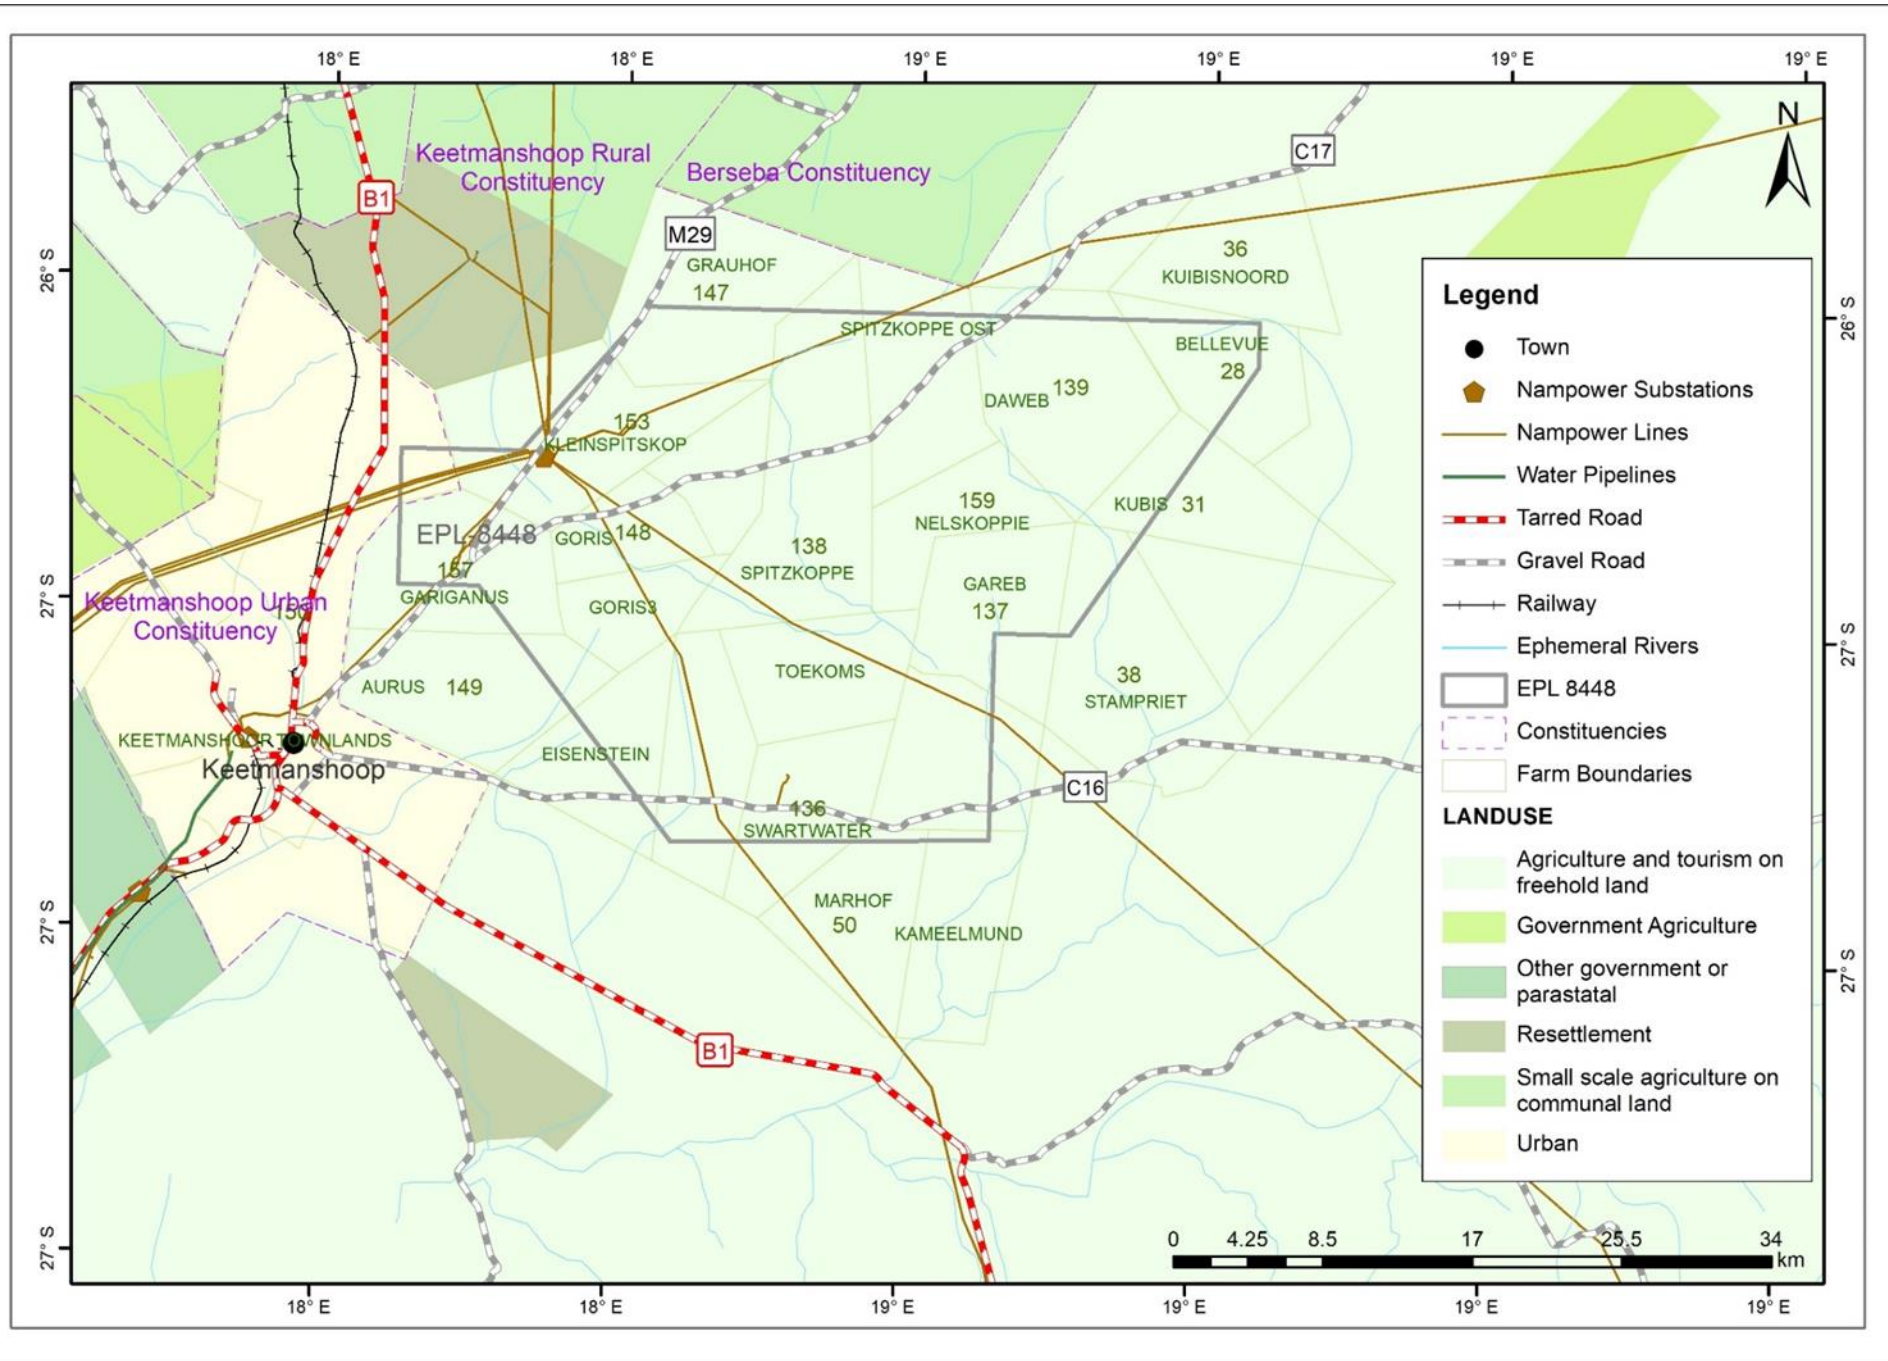 18° E
18° E
19° E
19° E
19° E
19° E
N
C17
Keetmanshoop Rural
Constituency
Berseba Constituency
B1
M29
GRAUHOF
147
36
KUIBISNOORD
26° S
26° S
SPITZKOPPE OST
BELLEVUE
28
139
DAWEB
153
KLEINSPITSKOP
159
NELSKOPPIE
KUBIS 31
EPL-8448
GORIS 148
138
SPITZKOPPE
157
GARIGANUS
GORIS3
GAREB
137
27° S
27° S
Keetmanshoop Urban
Constituency
AURUS 149
TOEKOMS
38
STAMPRIET
KEETMANSHOOP TOWNLANDS
Keetmanshoop
EISENSTEIN
C16
136
SWARTWATER
MARHOF
50
KAMEELMUND
27° S
27° S
B1
27° S
Legend
Town
Nampower Substations
Nampower Lines
Water Pipelines
Tarred Road
Gravel Road
Railway
Ephemeral Rivers
EPL 8448
Constituencies
Farm Boundaries
LANDUSE
Agriculture and tourism on
freehold land
Government Agriculture
Other government or
parastatal
Resettlement
Small scale agriculture on
communal land
Urban
0 4.25 8.5 17 25.5 34
km
18° E
18° E
19° E
19° E
19° E
19° E